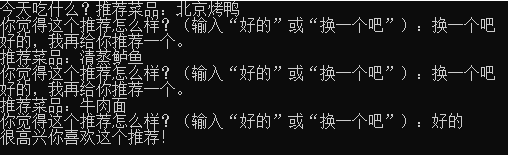 今天吃什么？推荐菜品：北京烤鸭
你觉得这个推荐怎么样？（输入“好的”或“换一个吧”）：换一个吧
好的，我再给你推荐一个。
推荐菜品：清蒸鲈鱼
你觉得这个推荐怎么样？（输入“好的”或“换一个吧”）：换一个吧
好的，我再给你推荐一个。
推荐菜品：牛肉面
你觉得这个推荐怎么样？（输入“好的”或“换一个吧”）：好的
很高兴你喜欢这个推荐！